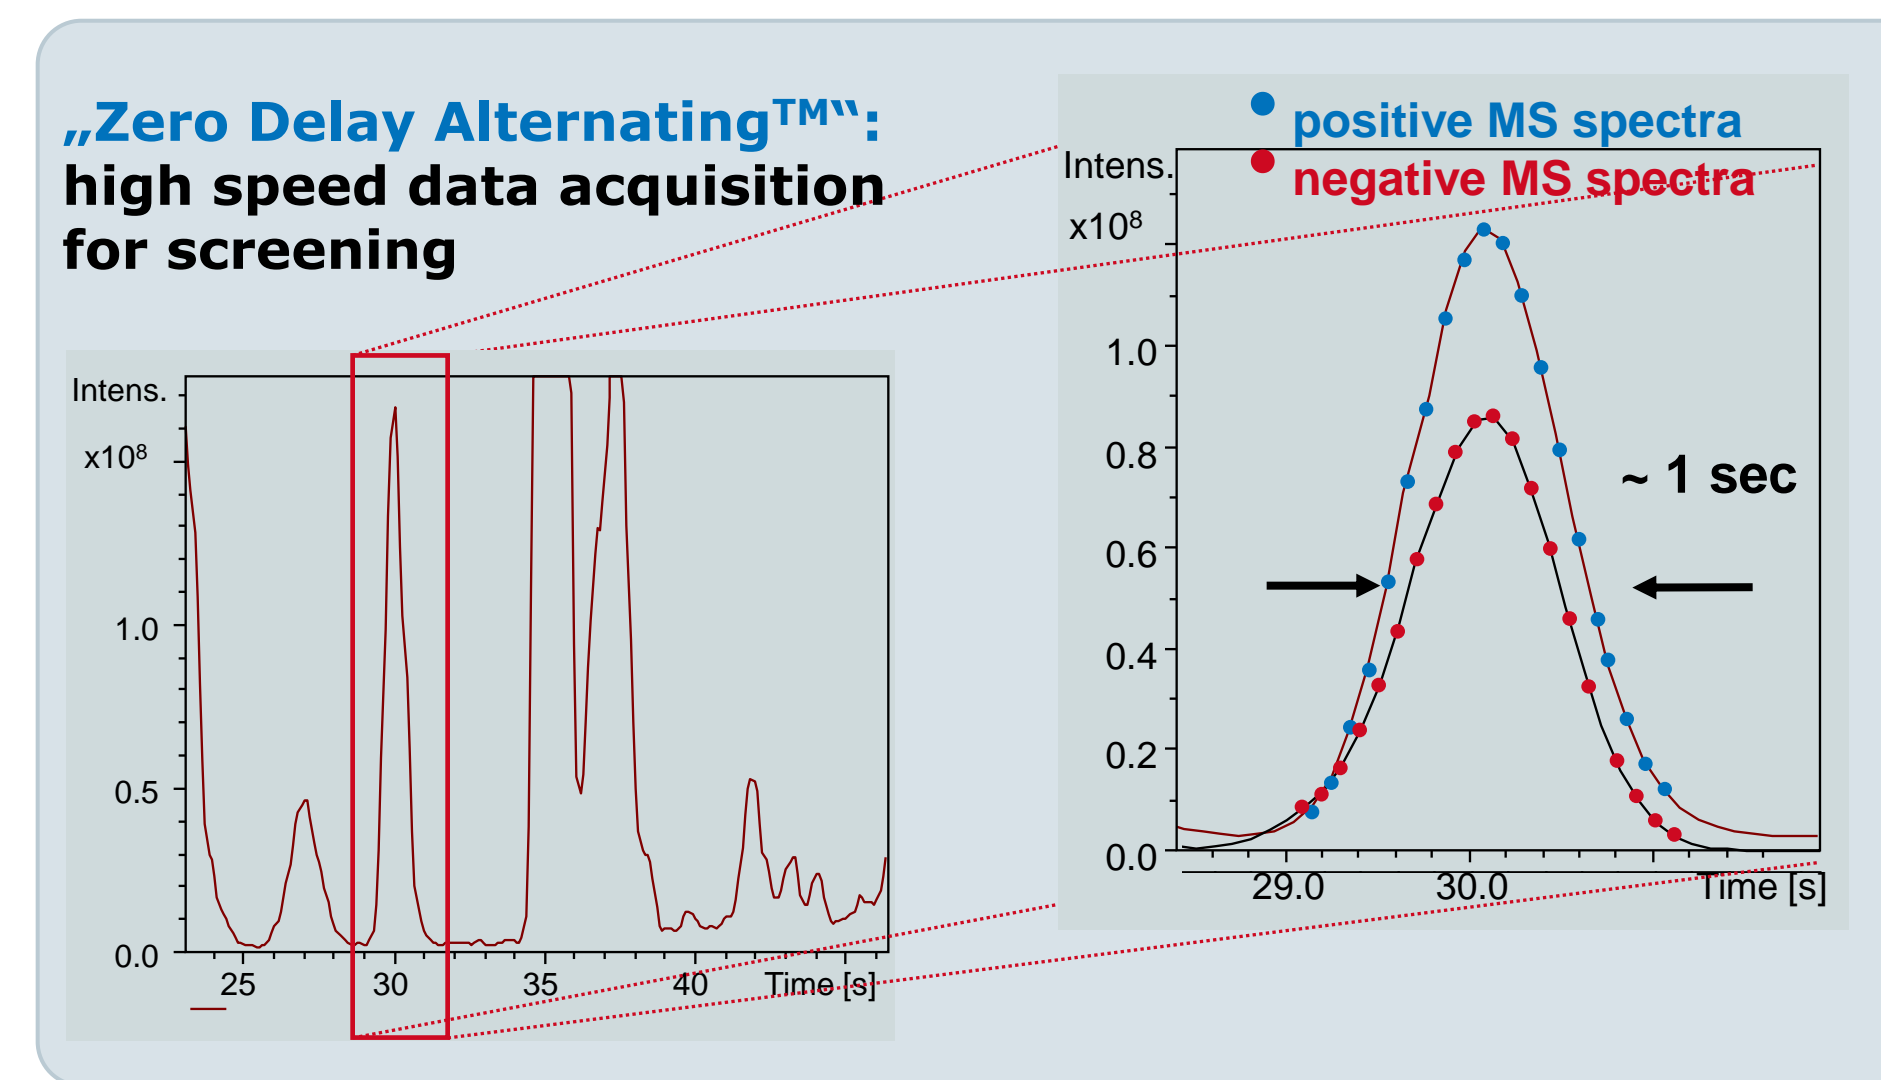 „Zero Delay Alternating™“:
high speed data acquisition
for screening
positive MS spectra
negative MS spectra
Intens.
x10⁸
1.0
0.8
0.6
0.4
0.2
0.0
29.0 30.0 Time [s]
~ 1 sec
Intens.
x10⁸
1.0
0.5
0.0
25 30 35 40 Time [s]